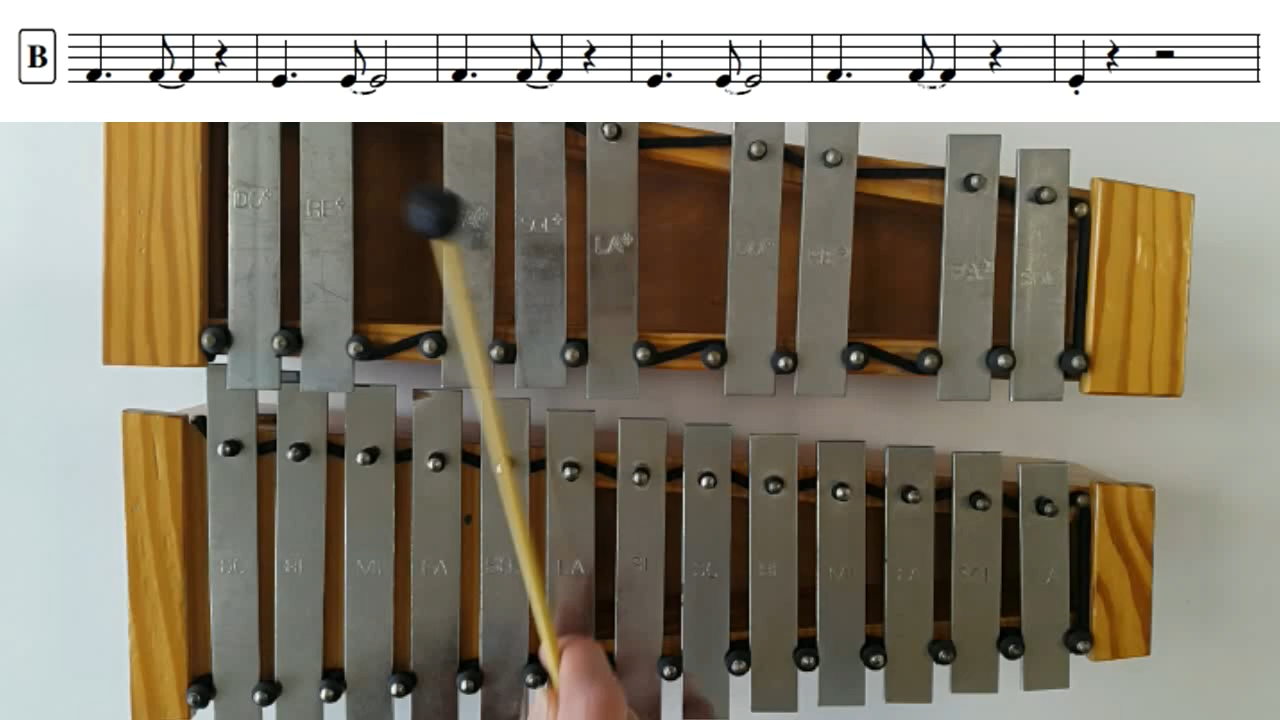 B
DO# RE# SOL# LA# DO# RE# FA# SOL#
DO RE MI FA SOL LA SI DO RE MI FA SOL LA